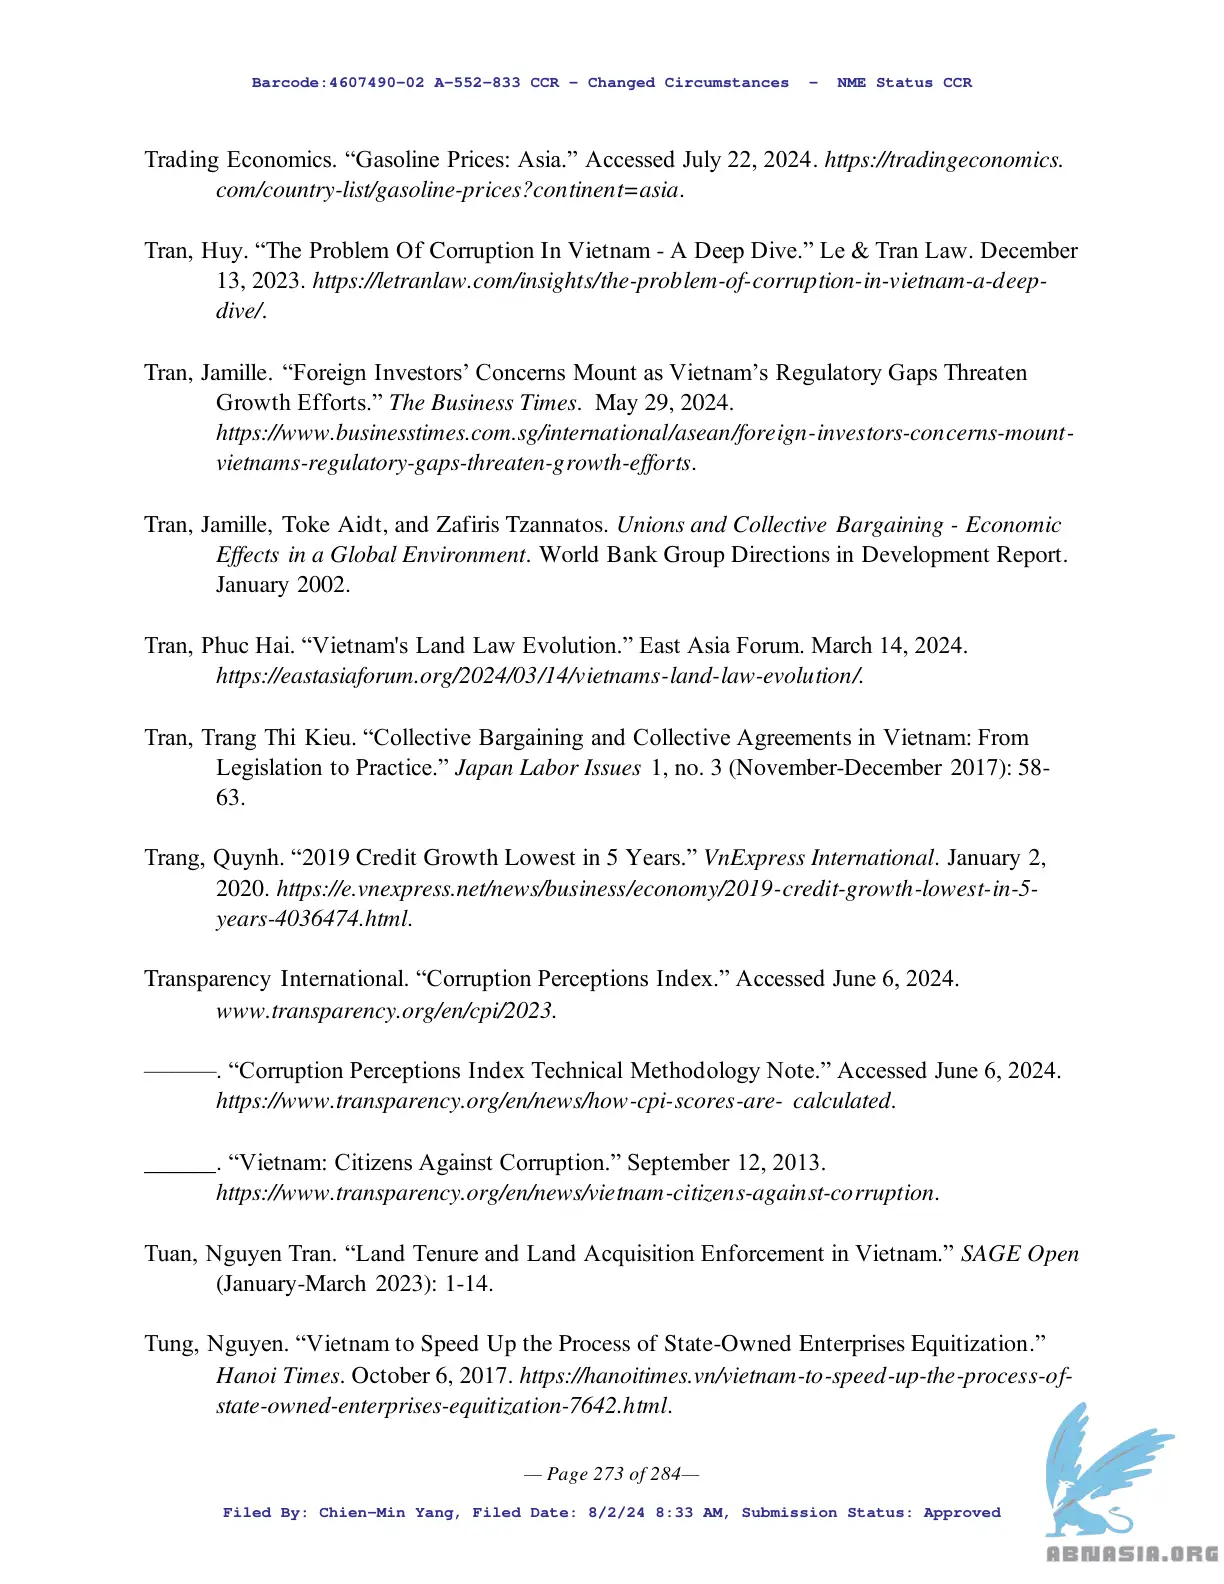 Barcode:4607490-02 A-552-833 CCR - Changed Circumstances - NME Status CCR
Trading Economics. “Gasoline Prices: Asia.” Accessed July 22, 2024. https://tradingeconomics.
com/country-list/gasoline-prices?continent=asia.
Tran, Huy. “The Problem Of Corruption In Vietnam - A Deep Dive.” Le & Tran Law. December
13, 2023. https://letranlaw.com/insights/the-problem-of-corruption-in-vietnam-a-deep-
dive/.
Tran, Jamille. “Foreign Investors’ Concerns Mount as Vietnam’s Regulatory Gaps Threaten
Growth Efforts.” The Business Times. May 29, 2024.
https://www.businesstimes.com.sg/international/asean/foreign-investors-concerns-mount-
vietnams-regulatory-gaps-threaten-growth-efforts.
Tran, Jamille, Toke Aidt, and Zafiris Tzannatos. Unions and Collective Bargaining - Economic
Effects in a Global Environment. World Bank Group Directions in Development Report.
January 2002.
Tran, Phuc Hai. “Vietnam's Land Law Evolution.” East Asia Forum. March 14, 2024.
https://eastasiaforum.org/2024/03/14/vietnams-land-law-evolution/.
Tran, Trang Thi Kieu. “Collective Bargaining and Collective Agreements in Vietnam: From
Legislation to Practice.” Japan Labor Issues 1, no. 3 (November-December 2017): 58-
63.
Trang, Quynh. “2019 Credit Growth Lowest in 5 Years.” VnExpress International. January 2,
2020. https://e.vnexpress.net/news/business/economy/2019-credit-growth-lowest-in-5-
years-4036474.html.
Transparency International. “Corruption Perceptions Index.” Accessed June 6, 2024.
www.transparency.org/en/cpi/2023.
———. “Corruption Perceptions Index Technical Methodology Note.” Accessed June 6, 2024.
https://www.transparency.org/en/news/how-cpi-scores-are- calculated.
______. “Vietnam: Citizens Against Corruption.” September 12, 2013.
https://www.transparency.org/en/news/vietnam-citizens-against-corruption.
Tuan, Nguyen Tran. “Land Tenure and Land Acquisition Enforcement in Vietnam.” SAGE Open
(January-March 2023): 1-14.
Tung, Nguyen. “Vietnam to Speed Up the Process of State-Owned Enterprises Equitization.”
Hanoi Times. October 6, 2017. https://hanoitimes.vn/vietnam-to-speed-up-the-process-of-
state-owned-enterprises-equitization-7642.html.
— Page 273 of 284—
Filed By: Chien-Min Yang, Filed Date: 8/2/24 8:33 AM, Submission Status: Approved
ABNASIA.ORG